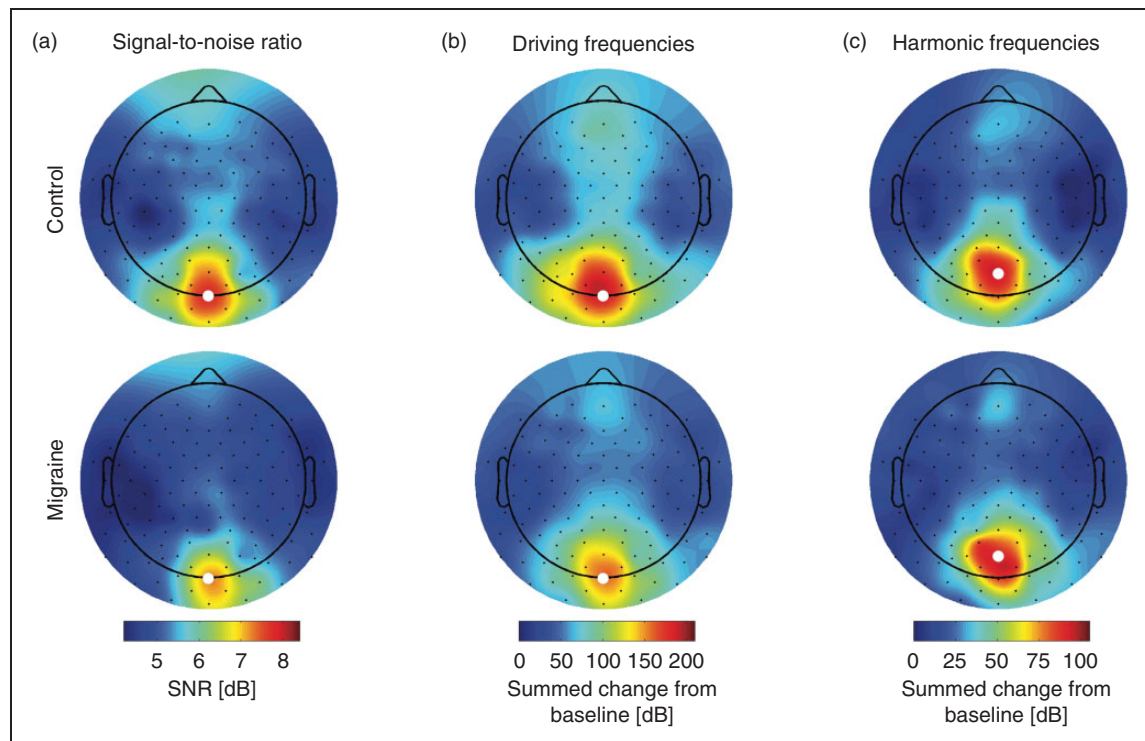 (a) Signal-to-noise ratio
(b) Driving frequencies
(c) Harmonic frequencies
Control
Migraine
5 6 7 8
SNR [dB]
0 50 100 150 200
Summed change from
baseline [dB]
0 25 50 75 100
Summed change from
baseline [dB]